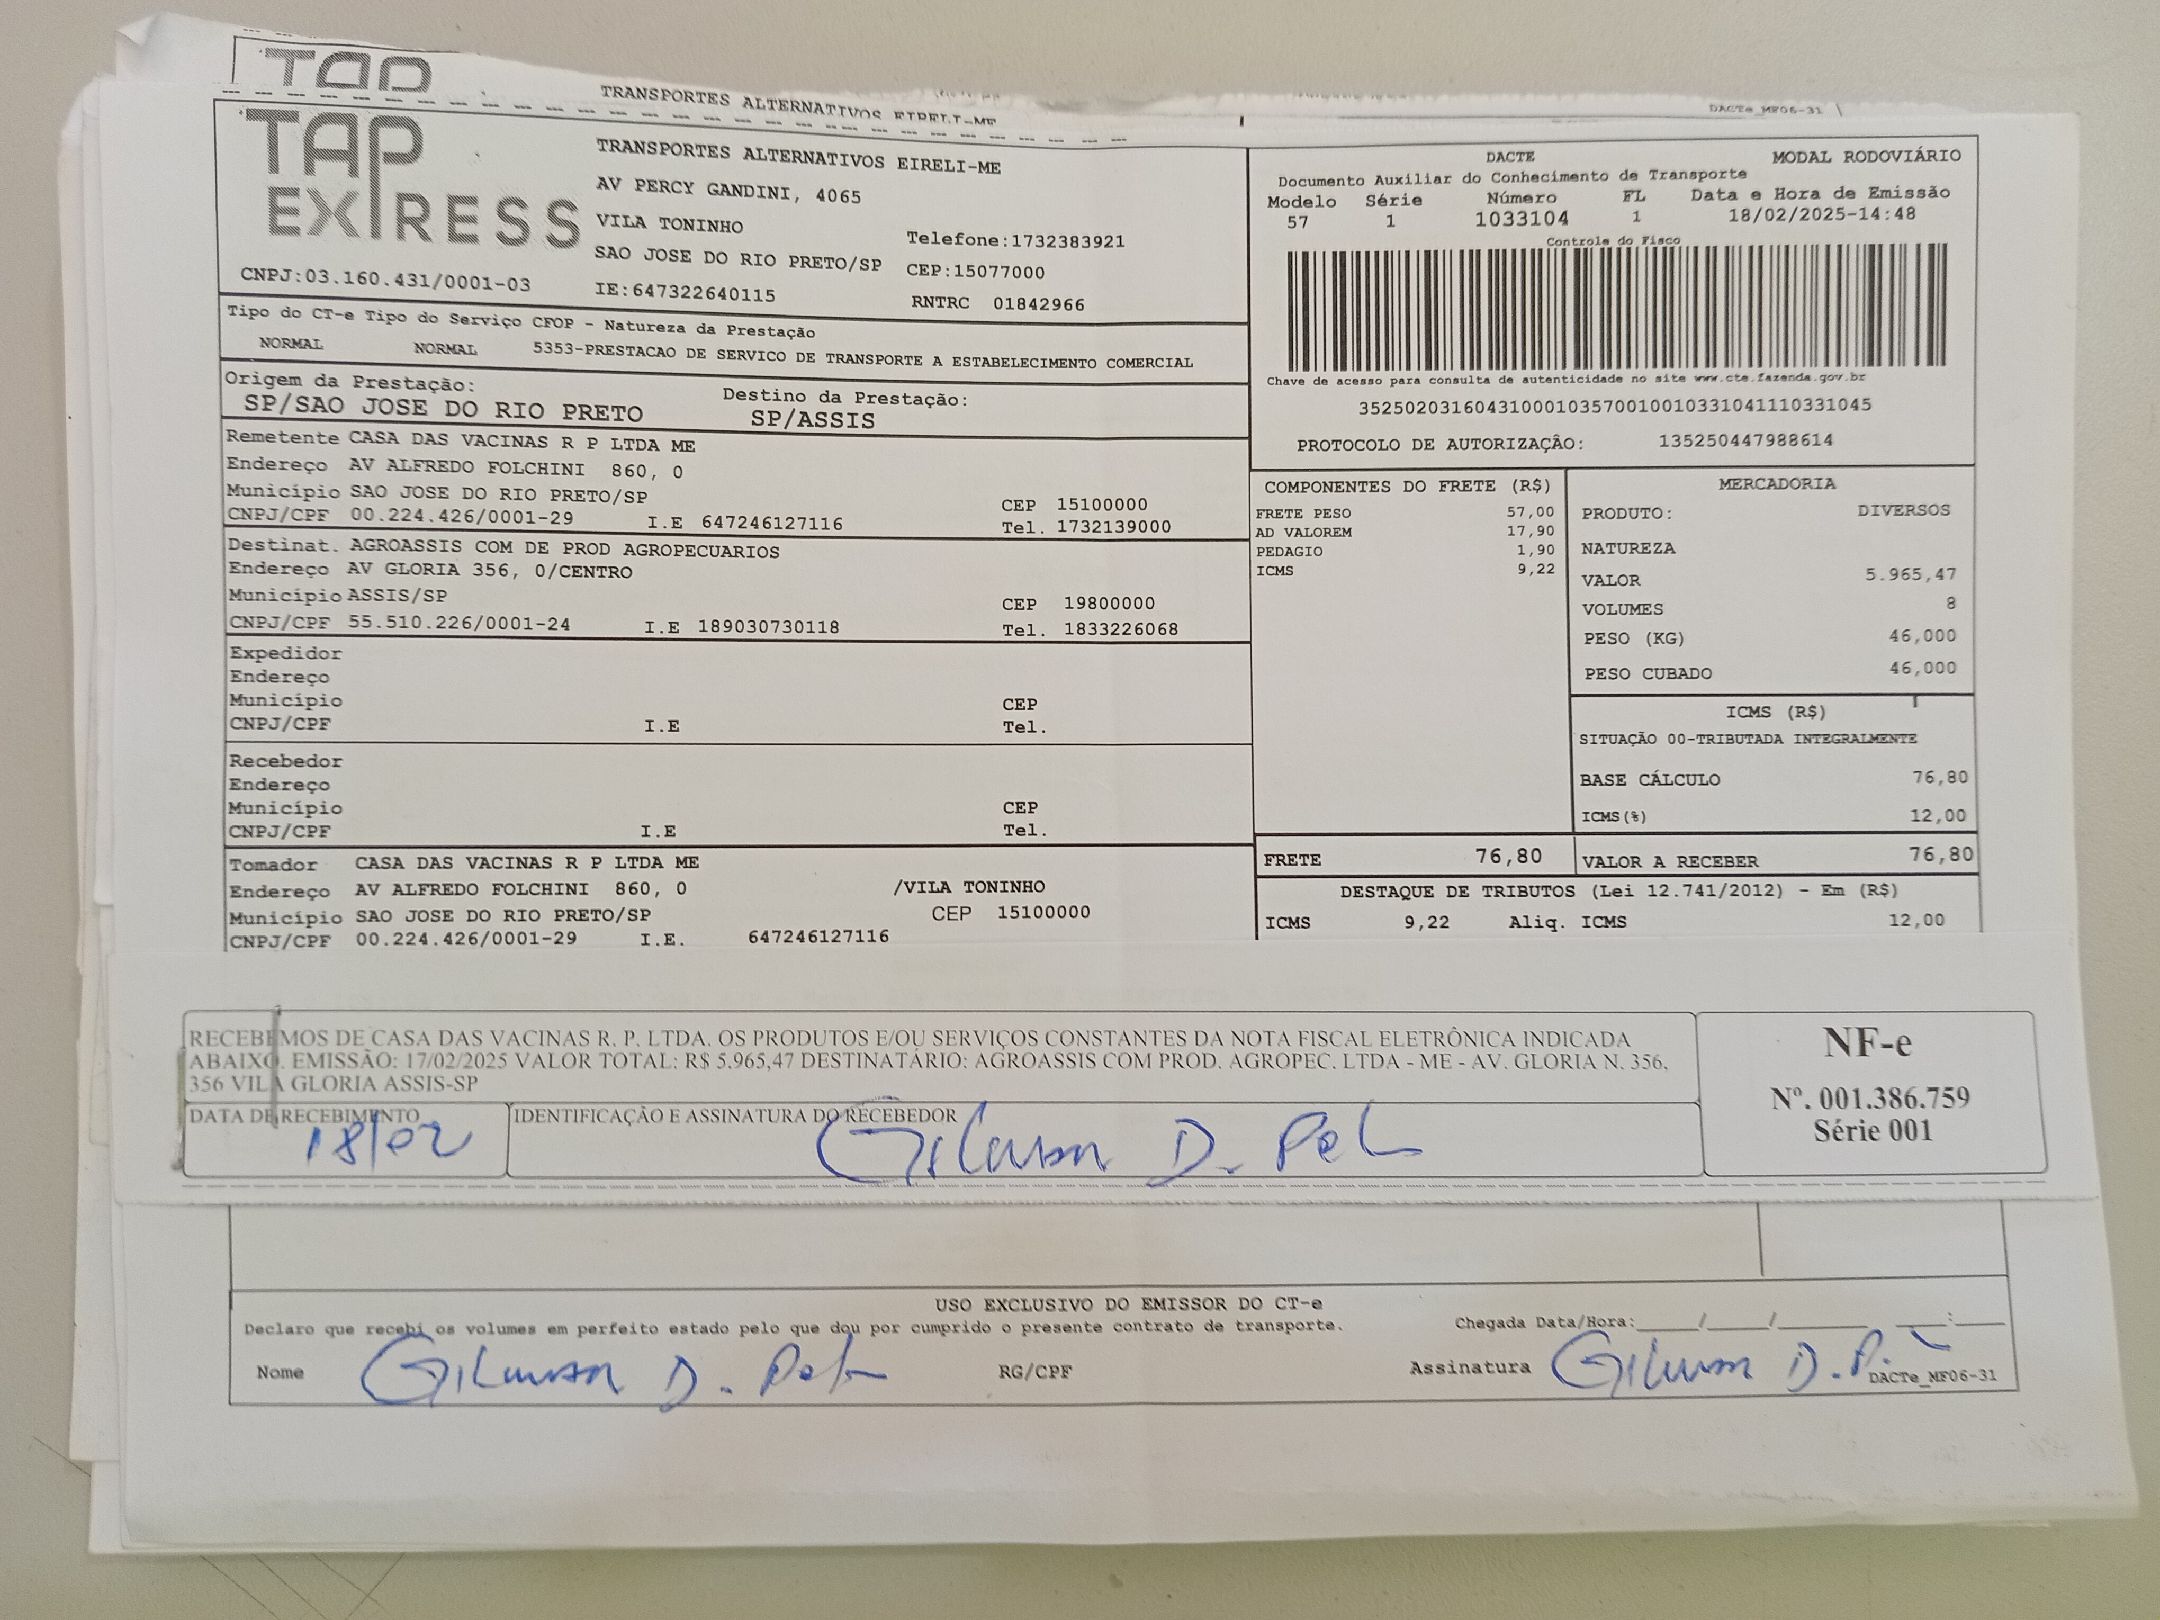 TAP
TRANSPORTES ALTERNATIVOS EIRELI-ME
DACTe_MF06-31
TAP
EXPRESS
CNPJ:03.160.431/0001-03
TRANSPORTES ALTERNATIVOS EIRELI-ME
AV PERCY GANDINI, 4065
VILA TONINHO
Telefone:1732383921
SAO JOSE DO RIO PRETO/SP CEP:15077000
IE:647322640115 RNTRC 01842966
DACTE MODAL RODOVIÁRIO
Documento Auxiliar do Conhecimento de Transporte
Modelo Série Número FL Data e Hora de Emissão
57 1 1033104 1 18/02/2025-14:48
Controle do Fisco
Chave de acesso para consulta de autenticidade no site www.cte.fazenda.gov.br
35250203160431000103570010010331041110331045
PROTOCOLO DE AUTORIZAÇÃO: 135250447988614
Tipo do CT-e Tipo do Serviço CFOP - Natureza da Prestação
NORMAL NORMAL 5353-PRESTACAO DE SERVICO DE TRANSPORTE A ESTABELECIMENTO COMERCIAL
Origem da Prestação: Destino da Prestação:
SP/SAO JOSE DO RIO PRETO SP/ASSIS
Remetente CASA DAS VACINAS R P LTDA ME
Endereço AV ALFREDO FOLCHINI 860, 0
Município SAO JOSE DO RIO PRETO/SP CEP 15100000
CNPJ/CPF 00.224.426/0001-29 I.E 647246127116 Tel. 1732139000
Destinat. AGROASSIS COM DE PROD AGROPECUARIOS
Endereço AV GLORIA 356, 0/CENTRO
Município ASSIS/SP CEP 19800000
CNPJ/CPF 55.510.226/0001-24 I.E 189030730118 Tel. 1833226068
Expedidor
Endereço
Município CEP
CNPJ/CPF I.E Tel.
Recebedor
Endereço
Município CEP
CNPJ/CPF I.E Tel.
Tomador CASA DAS VACINAS R P LTDA ME
Endereço AV ALFREDO FOLCHINI 860, 0 /VILA TONINHO
Município SAO JOSE DO RIO PRETO/SP CEP 15100000
CNPJ/CPF 00.224.426/0001-29 I.E. 647246127116
COMPONENTES DO FRETE (R$)
FRETE PESO 57,00
AD VALOREM 17,90
PEDAGIO 1,90
ICMS 9,22
MERCADORIA
PRODUTO: DIVERSOS
NATUREZA
VALOR 5.965,47
VOLUMES 8
PESO (KG) 46,000
PESO CUBADO 46,000
ICMS (R$)
SITUAÇÃO 00-TRIBUTADA INTEGRALMENTE
BASE CÁLCULO 76,80
ICMS(%) 12,00
FRETE 76,80 VALOR A RECEBER 76,80
DESTAQUE DE TRIBUTOS (Lei 12.741/2012) - Em (R$)
ICMS 9,22 Aliq. ICMS 12,00
RECEBEMOS DE CASA DAS VACINAS R. P. LTDA. OS PRODUTOS E/OU SERVIÇOS CONSTANTES DA NOTA FISCAL ELETRÔNICA INDICADA
ABAIXO. EMISSÃO: 17/02/2025 VALOR TOTAL: R$ 5.965,47 DESTINATÁRIO: AGROASSIS COM PROD. AGROPEC. LTDA - ME - AV. GLORIA N. 356,
356 VILA GLORIA ASSIS-SP
DATA DE RECEBIMENTO IDENTIFICAÇÃO E ASSINATURA DO RECEBEDOR
18/02
NF-e
Nº. 001.386.759
Série 001
USO EXCLUSIVO DO EMISSOR DO CT-e
Declaro que recebi os volumes em perfeito estado pelo que dou por cumprido o presente contrato de transporte. Chegada Data/Hora:____/____/______ ____:____
Nome RG/CPF Assinatura
DACTe_MF06-31